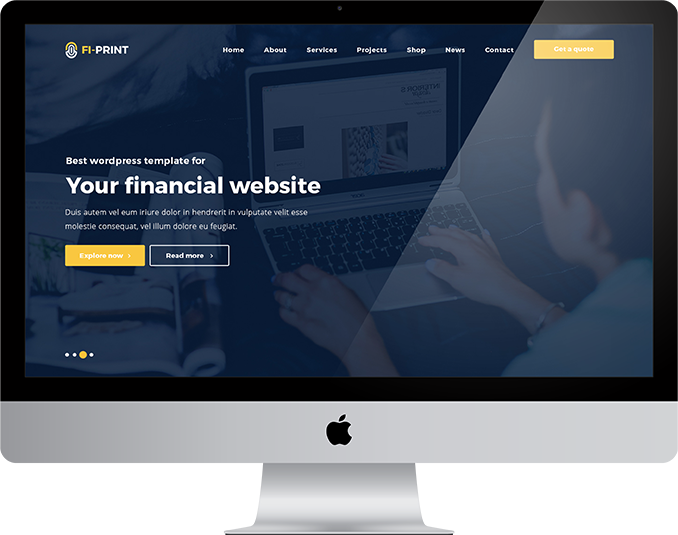 FI-PRINT
Home About Services Projects Shop News Contact Get a quote
Best wordpress template for
Your financial website
Duis autem vel eum iriure dolor in hendrerit in vulputate velit esse
molestie consequat, vel illum dolore eu feugiat.
Explore now
Read more